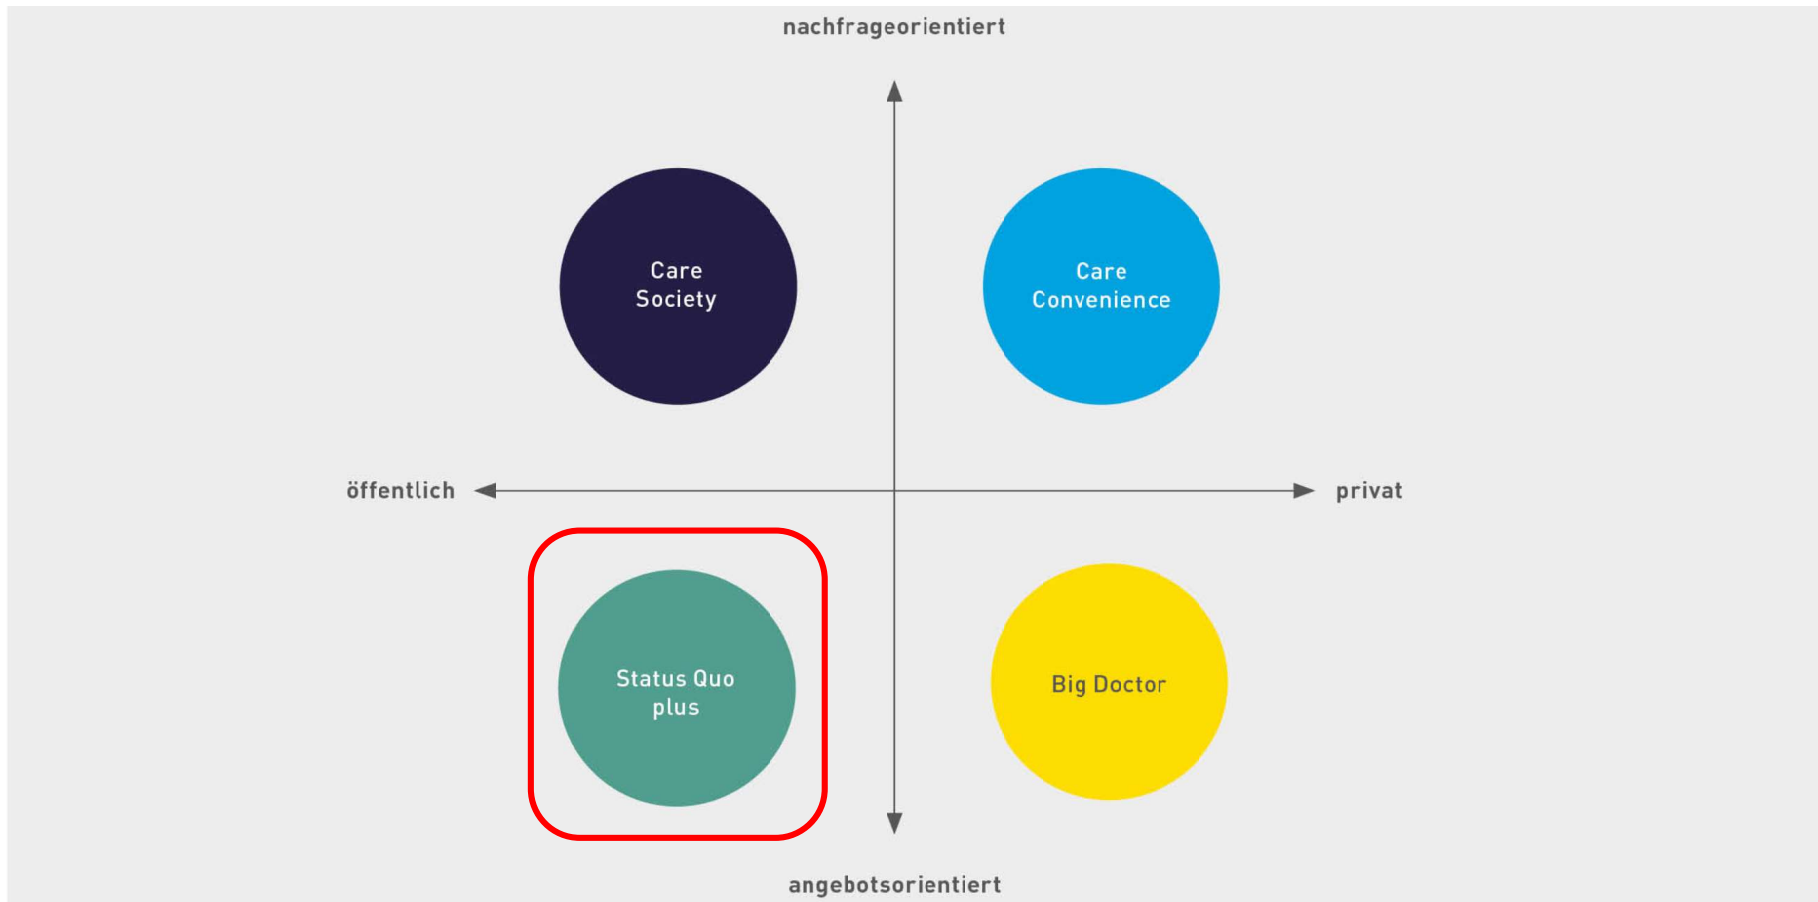 nachfrageorientiert
Care
Society
Care
Convenience
öffentlich
privat
Status Quo
plus
Big Doctor
angebotsorientiert